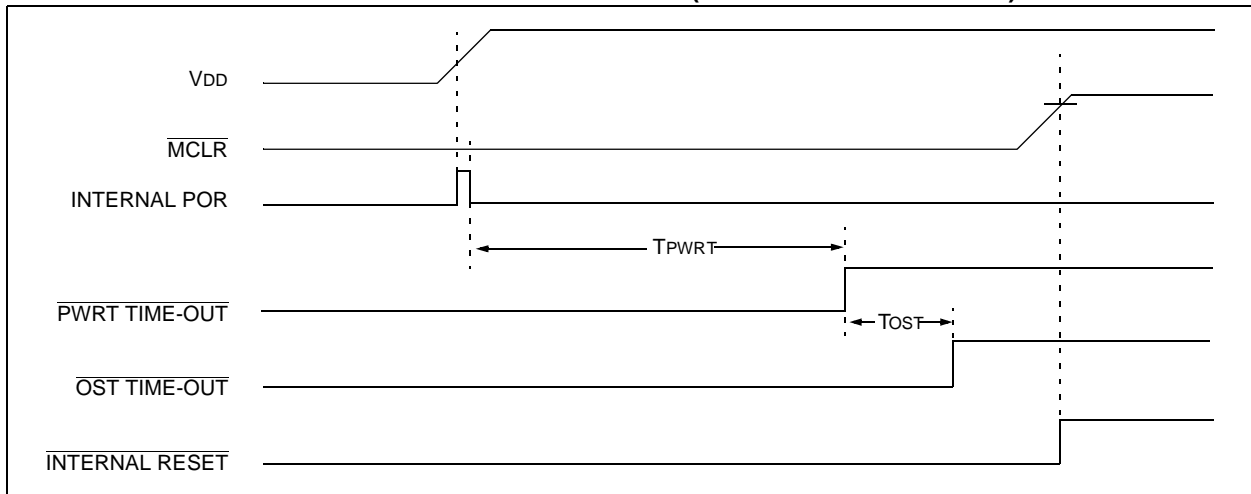 VDD
MCLR
INTERNAL POR
TPWRT
PWRT TIME-OUT
TOST
OST TIME-OUT
INTERNAL RESET